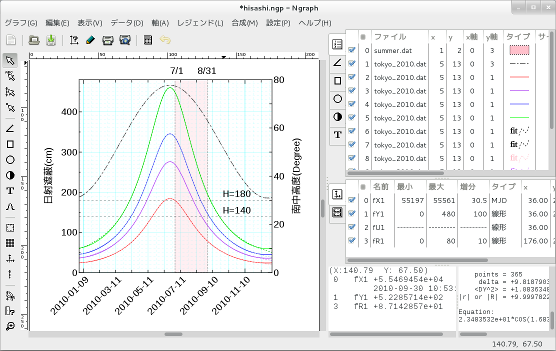 *hisashi.ngp - Ngraph
グラフ(G) 編集(E) 表示(V) データ(D) 軸(A) レジェンド(L) 合成(M) 設定(P) ヘルプ(H)
0 100 200
7/1 8/31
400
300
200
100
0
80
60
40
20
0
日射遮蔽(cm)
南中高度(Degree)
H=180
H=140
2010-01-09 2010-03-11 2010-05-11 2010-07-11 2010-09-10 2010-11-10
# ファイル x y x軸 y軸 タイプ サ
0 summer.dat 1 2 0 3
1 tokyo_2010.dat 5 13 0 3
2 tokyo_2010.dat 5 13 0 1
3 tokyo_2010.dat 5 13 0 1
4 tokyo_2010.dat 5 13 0 1
5 tokyo_2010.dat 5 13 0 1
6 tokyo_2010.dat 5 13 0 1 fit
7 tokyo_2010.dat 5 13 0 1 fit
8 tokyo_2010.dat 5 13 0 1 fit
# 名前 最小 最大 増分 タイプ x
0 fX1 55197 55561 30.5 MJD 36.00
1 fY1 0 480 100 線形 36.00
2 fU1 線形 36.00
3 fR1 0 80 10 線形 176.00
(X:140.79 Y: 67.50)
0 fX1 +5.5469454e+04
2010-09-30 10:53:
1 fY1 +5.2285714e+02
3 fR1 +8.7142857e+01
points = 365
delta = +9.8187903
<DY^2> = +1.0836348
|r| or |R| = +9.9997822
Equation:
2.3483532e+01*COS(1.683
140.79, 67.50